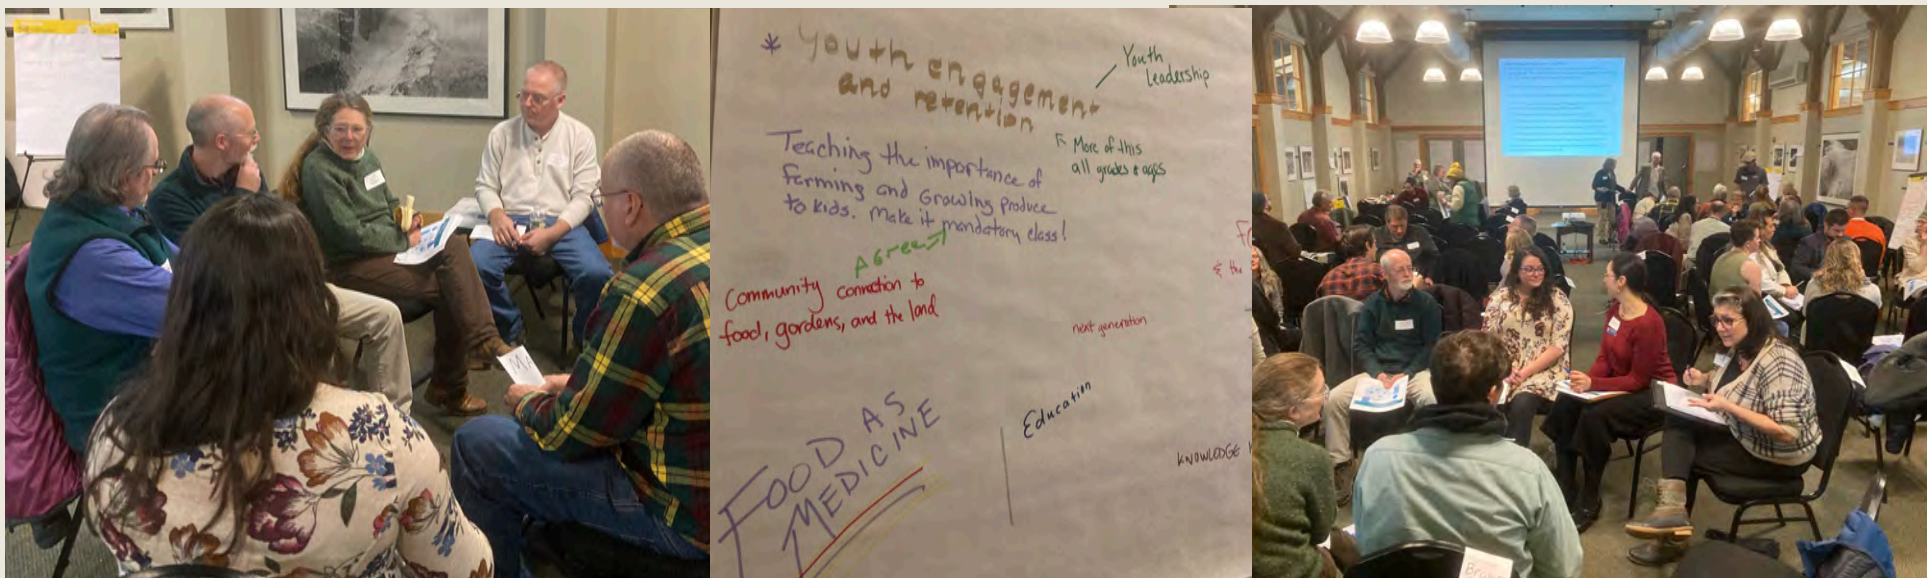 * Youth engagement
and retention
Youth
Leadership
More of this
all grades & ages
Teaching the importance of
farming and growing produce
to kids. Make it mandatory class!
Agree
Community connection to
food, gardens, and the land
& the
next generation
FOOD AS
MEDICINE
Education
KNOWLEDGE